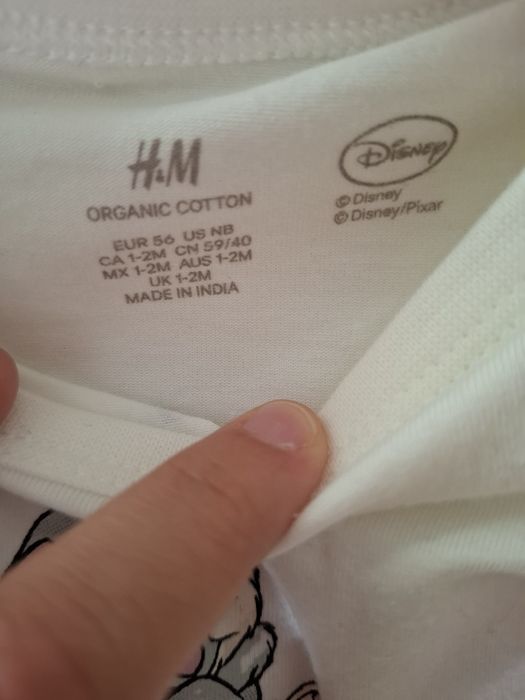 H&M
ORGANIC COTTON
EUR 56 US NB
CA 1-2M CN 59/40
MX 1-2M AUS 1-2M
UK 1-2M
MADE IN INDIA
Disney
© Disney
© Disney/Pixar